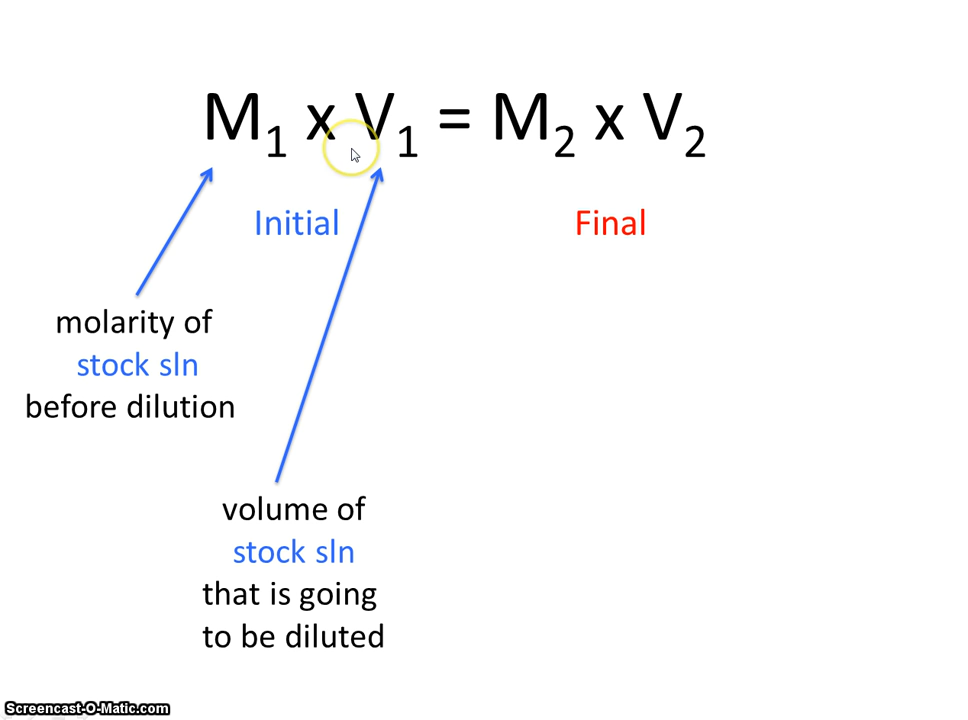 M₁ x V₁ = M₂ x V₂
Initial
Final
molarity of
stock sln
before dilution
volume of
stock sln
that is going
to be diluted
Screencast-O-Matic.com